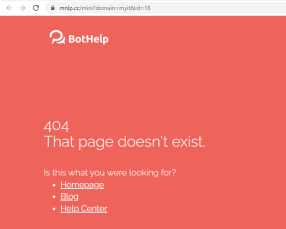 mnlp.cc/mini?domain=myit&id=18
BotHelp
404
That page doesn't exist.
Is this what you were looking for?
Homepage
Blog
Help Center